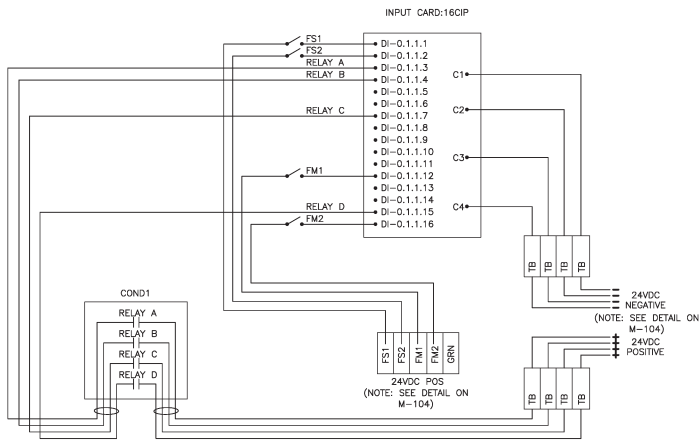 INPUT CARD:16CIP
FS1
FS2
RELAY A
RELAY B
RELAY C
FM1
RELAY D
FM2
DI-0.1.1.1
DI-0.1.1.2
DI-0.1.1.3
DI-0.1.1.4
DI-0.1.1.5
DI-0.1.1.6
DI-0.1.1.7
DI-0.1.1.8
DI-0.1.1.9
DI-0.1.1.10
DI-0.1.1.11
DI-0.1.1.12
DI-0.1.1.13
DI-0.1.1.14
DI-0.1.1.15
DI-0.1.1.16
C1
C2
C3
C4
TB
TB
TB
TB
24VDC
NEGATIVE
(NOTE: SEE DETAIL ON
M-104)
24VDC
POSITIVE
COND1
RELAY A
RELAY B
RELAY C
RELAY D
FS1
FS2
FM1
FM2
GRN
24VDC POS
(NOTE: SEE DETAIL ON
M-104)
TB
TB
TB
TB